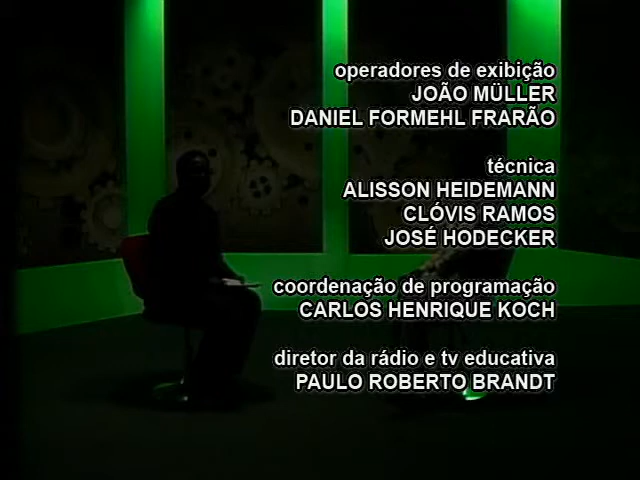 operadores de exibição
JOÃO MÜLLER
DANIEL FORMEHL FRARÃO
técnica
ALISSON HEIDEMANN
CLÓVIS RAMOS
JOSÉ HODECKER
coordenação de programação
CARLOS HENRIQUE KOCH
diretor da rádio e tv educativa
PAULO ROBERTO BRANDT